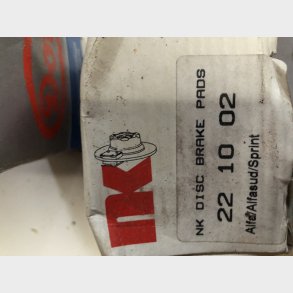 NK
NK DISC BRAKE PADS
22 10 02
Alfa/Alfasud/Sprint